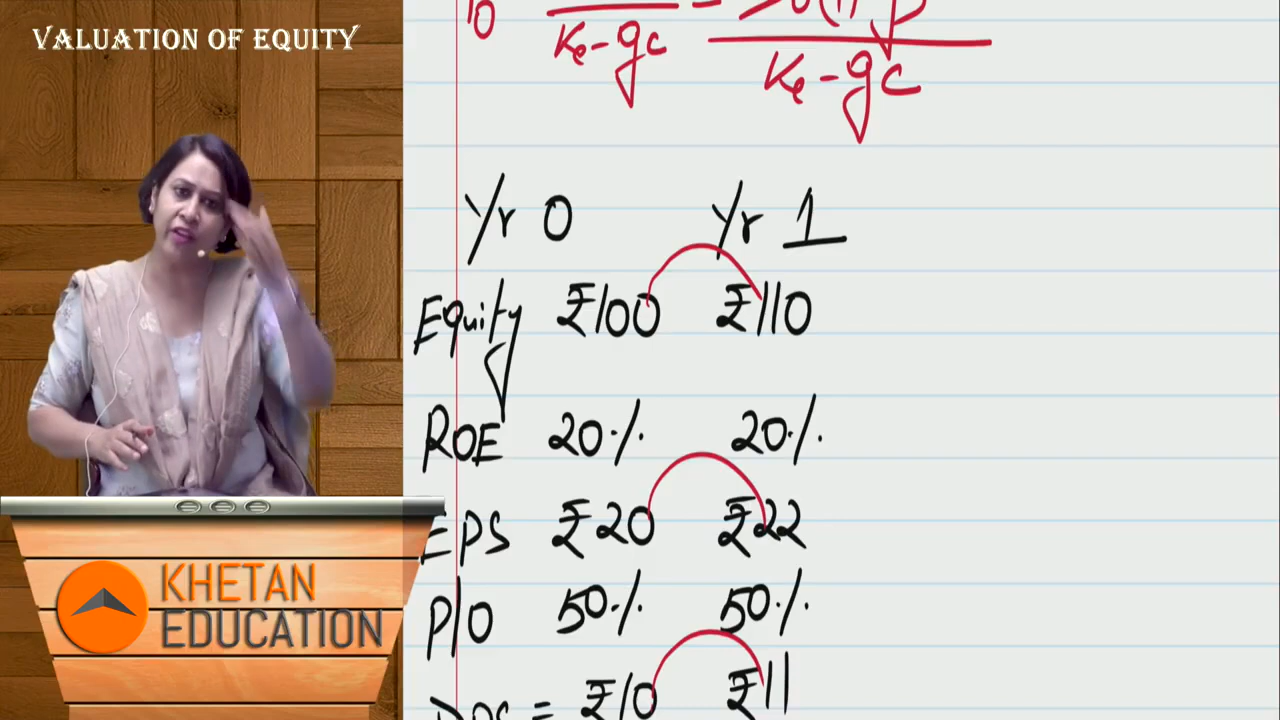 VALUATION OF EQUITY
Ke-gc = Ke-gc
Yr 0 Yr 1
Equity ₹100 ₹110
ROE 20% 20%
EPS ₹20 ₹22
P/O 50% 50%
= ₹10 ₹11
KHETAN
EDUCATION